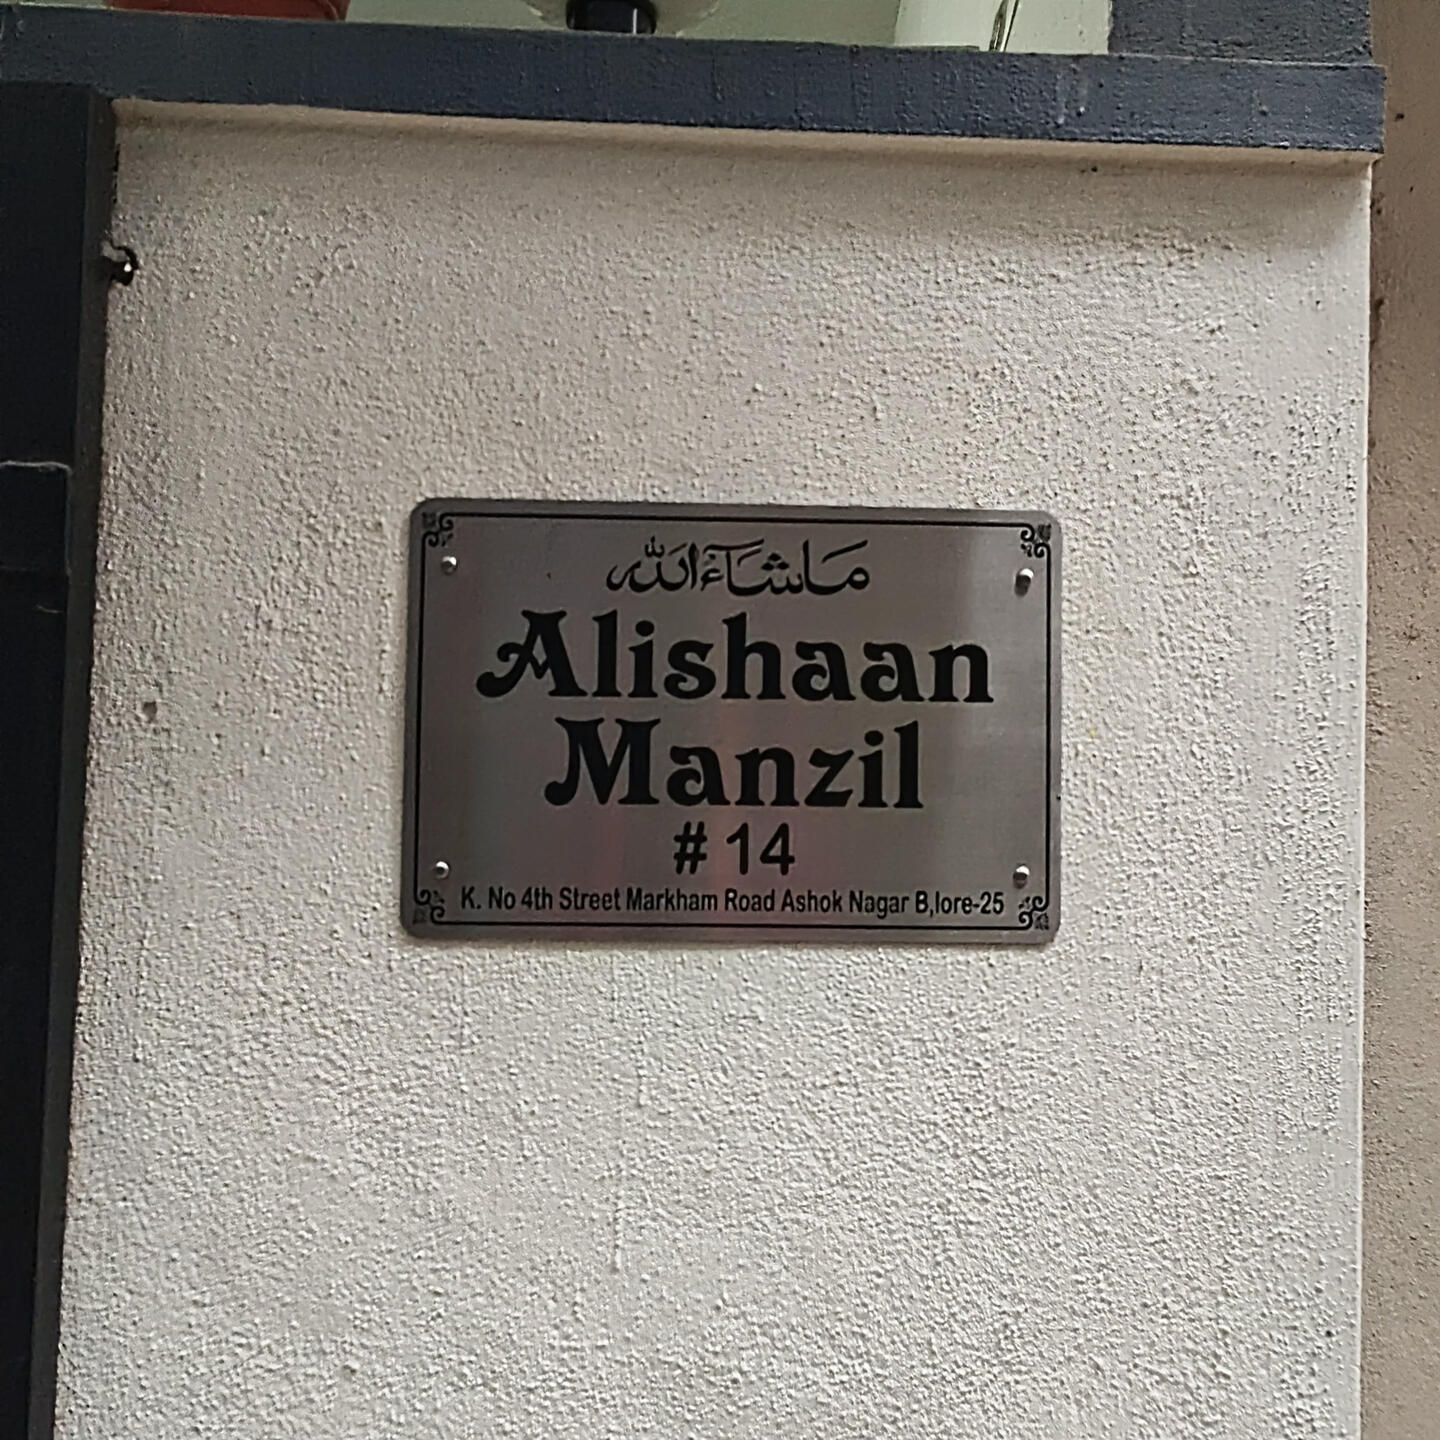 ماشاءالله
Alishaan
Manzil
# 14
K. No 4th Street Markham Road Ashok Nagar B,lore-25